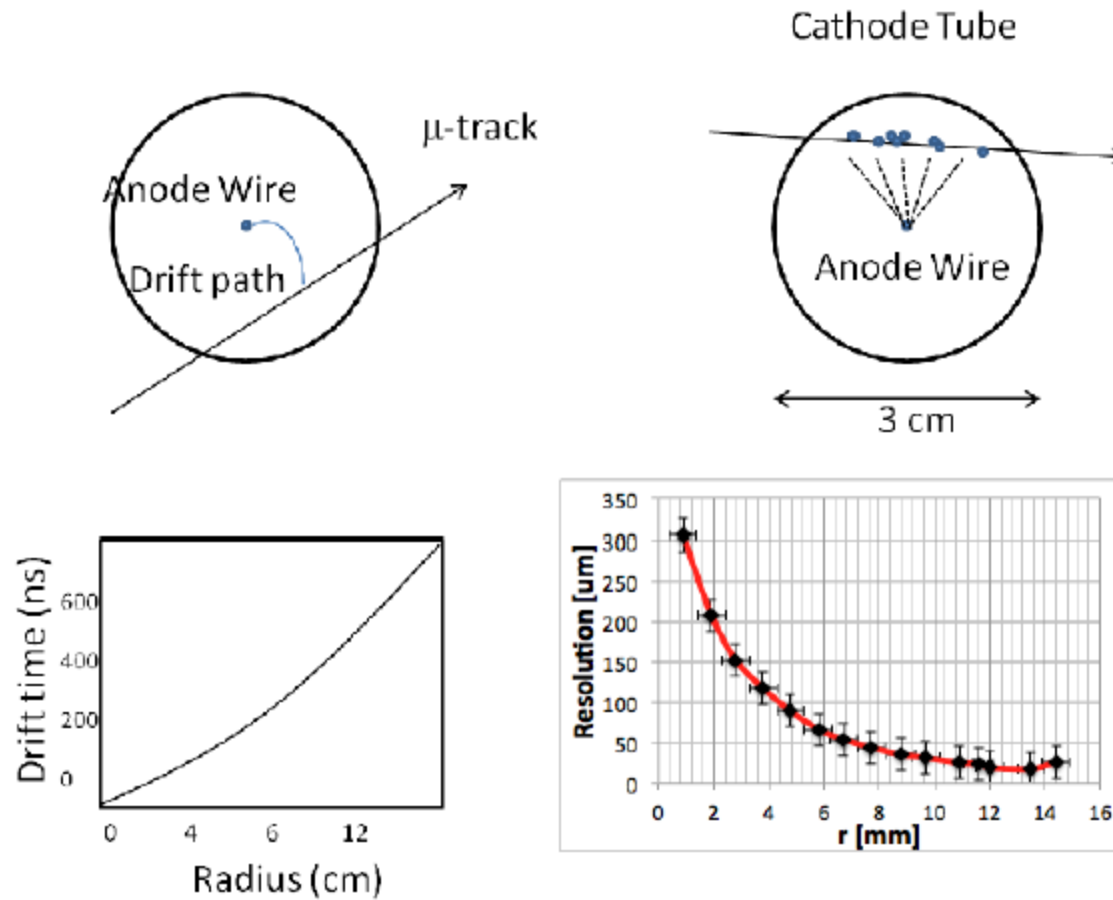 Cathode Tube
μ-track
Anode Wire
Drift path
Anode Wire
3 cm
Drift time (ns)
600
400
200
0
0 4 6 12
Radius (cm)
Resolution [um]
350
300
250
200
150
100
50
0
0 2 4 6 8 10 12 14 16
r [mm]